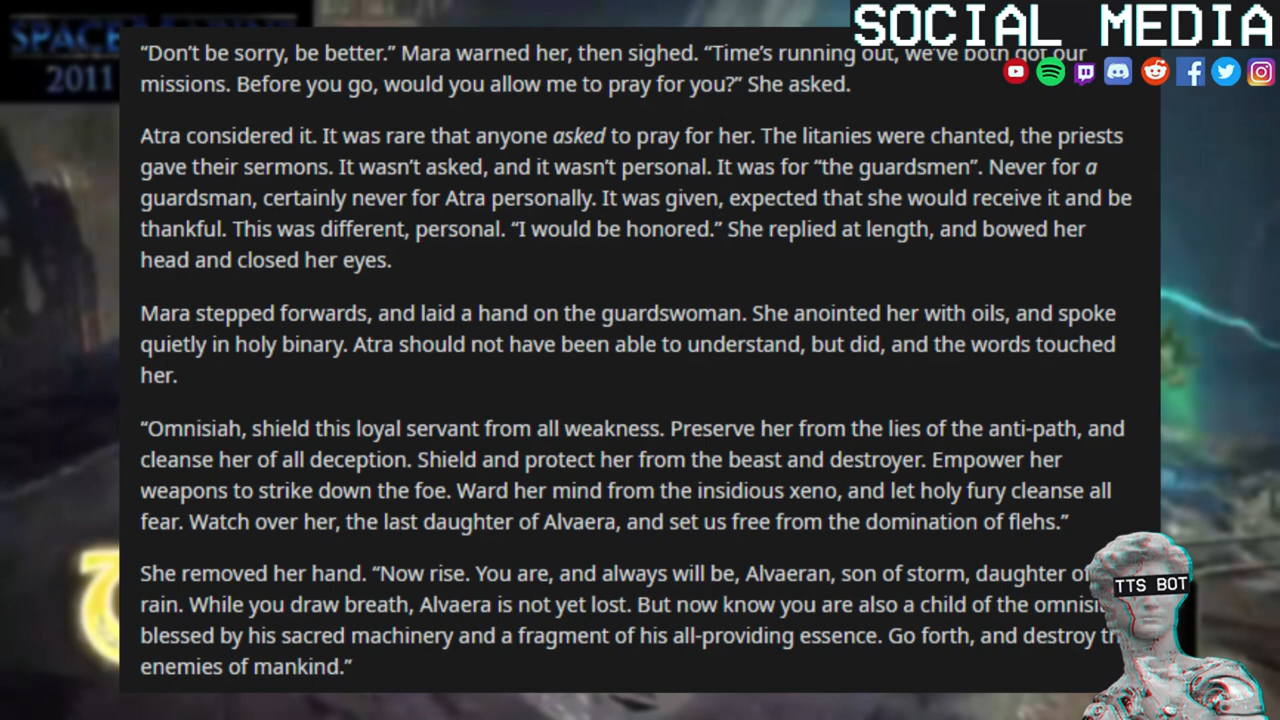 SPACE
2011
SOCIAL MEDIA
“Don’t be sorry, be better.” Mara warned her, then sighed. “Time’s running out, we’ve both got our
missions. Before you go, would you allow me to pray for you?” She asked.
Atra considered it. It was rare that anyone asked to pray for her. The litanies were chanted, the priests
gave their sermons. It wasn’t asked, and it wasn’t personal. It was for “the guardsmen”. Never for a
guardsman, certainly never for Atra personally. It was given, expected that she would receive it and be
thankful. This was different, personal. “I would be honored.” She replied at length, and bowed her
head and closed her eyes.
Mara stepped forwards, and laid a hand on the guardswoman. She anointed her with oils, and spoke
quietly in holy binary. Atra should not have been able to understand, but did, and the words touched
her.
“Omnisiah, shield this loyal servant from all weakness. Preserve her from the lies of the anti-path, and
cleanse her of all deception. Shield and protect her from the beast and destroyer. Empower her
weapons to strike down the foe. Ward her mind from the insidious xeno, and let holy fury cleanse all
fear. Watch over her, the last daughter of Alvaera, and set us free from the domination of flehs.”
She removed her hand. “Now rise. You are, and always will be, Alvaeran, son of storm, daughter of
rain. While you draw breath, Alvaera is not yet lost. But now know you are also a child of the
blessed by his sacred machinery and a fragment of his all-providing essence. Go forth, and destroy
enemies of mankind.”
TTS BOT